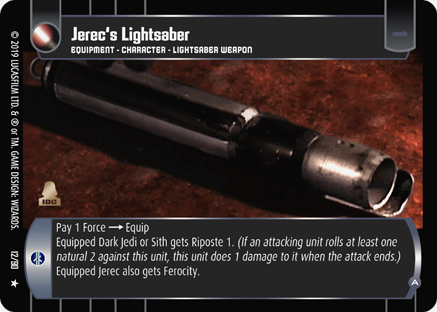 Jerec's Lightsaber
EQUIPMENT - CHARACTER - LIGHTSABER WEAPON
© 2019 LUCASFILM LTD. & ® or TM. GAME DESIGN: WIZARDS.
IDC
Pay 1 Force → Equip
Equipped Dark Jedi or Sith gets Riposte 1. (If an attacking unit rolls at least one
natural 2 against this unit, this unit does 1 damage to it when the attack ends.)
Equipped Jerec also gets Ferocity.
12/90
A